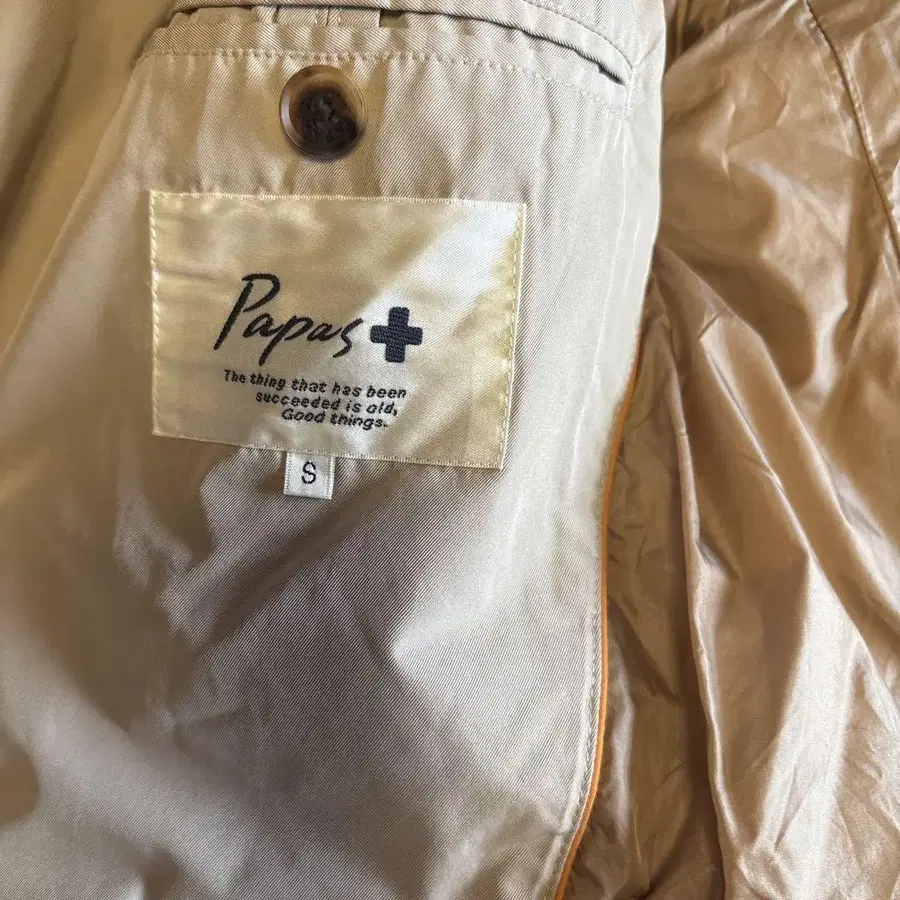 Papas
The thing that has been
succeeded is old,
Good things.
S